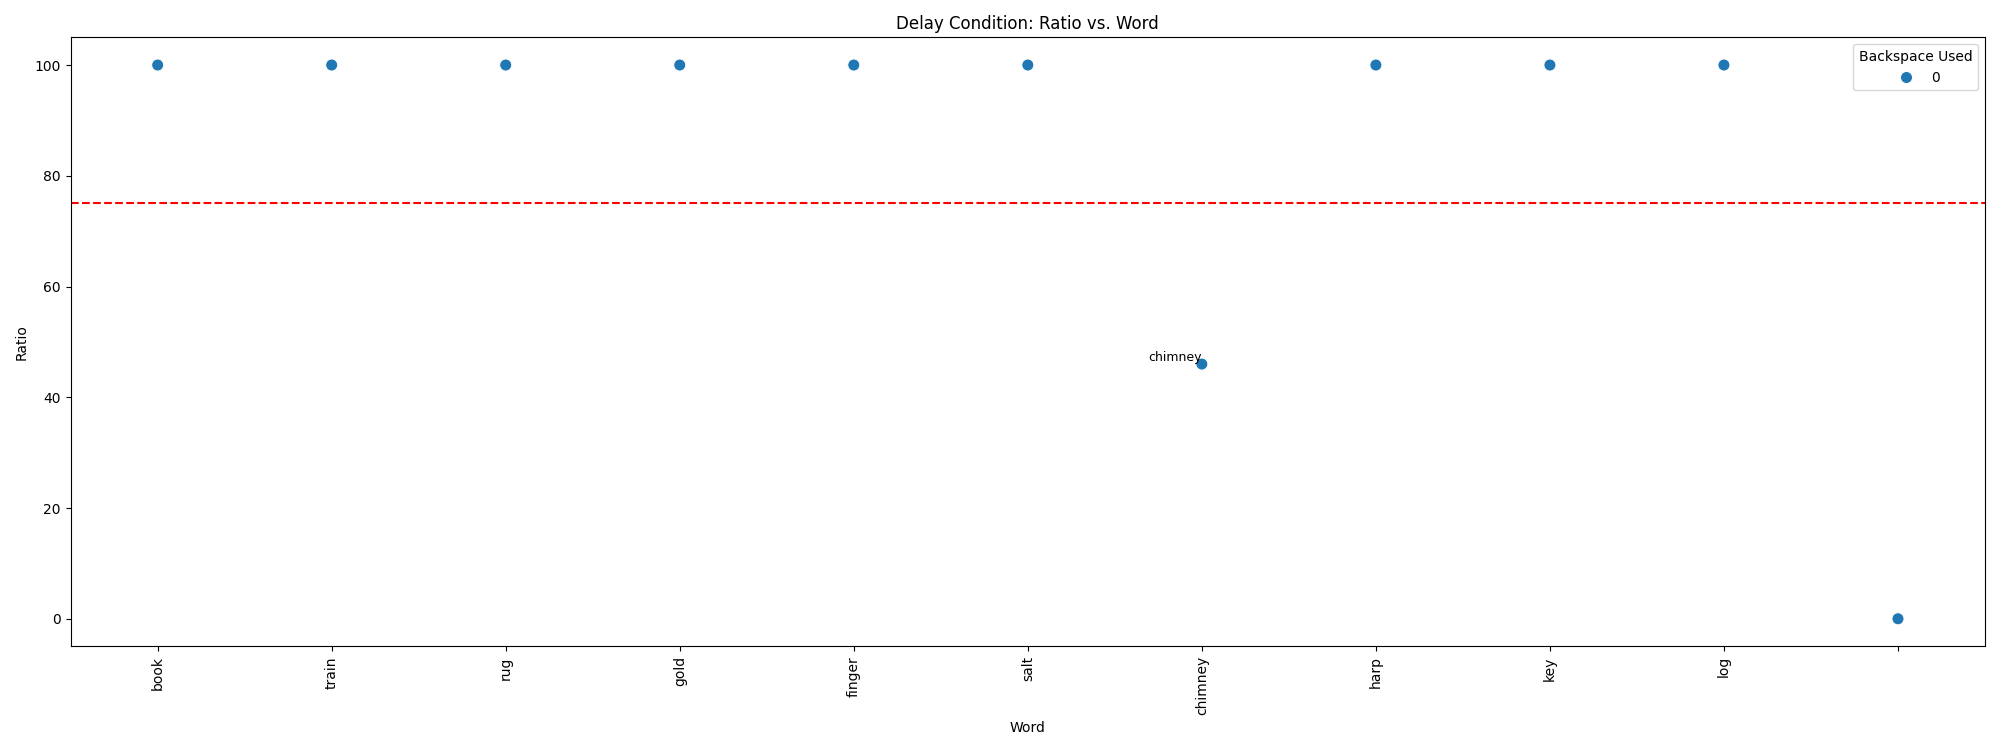 Delay Condition: Ratio vs. Word
Backspace Used
0
100
80
60
40
20
0
Ratio
chimney
book
train
rug
gold
finger
salt
chimney
harp
key
log
Word